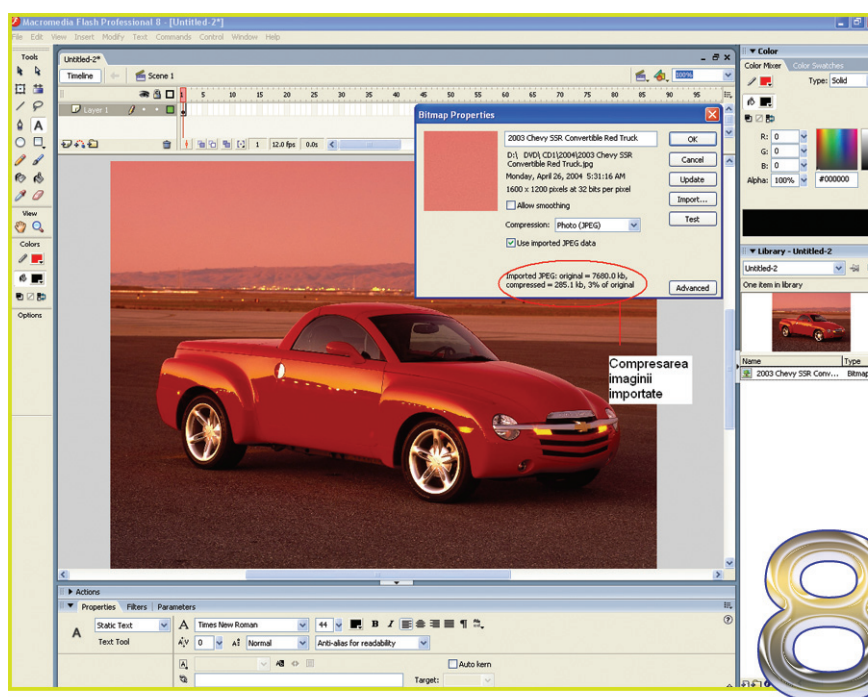 Macromedia Flash Professional 8 - [Untitled-2*]
File Edit View Insert Modify Text Commands Control Window Help
Tools
View
Colors
Options
Untitled-2*
Timeline
Scene 1
100%
1 5 10 15 20 25 30 35 40 45 50 55 60 65 70 75 80 85 90 95
Layer 1
1 12.0 fps 0.0s
Bitmap Properties
2003 Chevy SSR Convertible Red Truck
D:\ DVD\ CD1\2004\2003 Chevy SSR
Convertible Red Truck.jpg
Monday, April 26, 2004 5:31:16 AM
1600 x 1200 pixels at 32 bits per pixel
Allow smoothing
Compression: Photo (JPEG)
Use imported JPEG data
Imported JPEG: original = 7680.0 kb,
compressed = 285.1 kb, 3% of original
OK
Cancel
Update
Import...
Test
Advanced
Compresarea
imaginii
importate
Color
Color Mixer Color Swatches
Type: Solid
R: 0
G: 0
B: 0
Alpha: 100% #000000
Library - Untitled-2
Untitled-2
One item in library
Name Type
2003 Chevy SSR Conv... Bitmap
Actions
Properties Filters Parameters
Static Text A Times New Roman 44 B I
A Text Tool A\V 0 Normal Anti-alias for readability
Auto kern
Target:
8